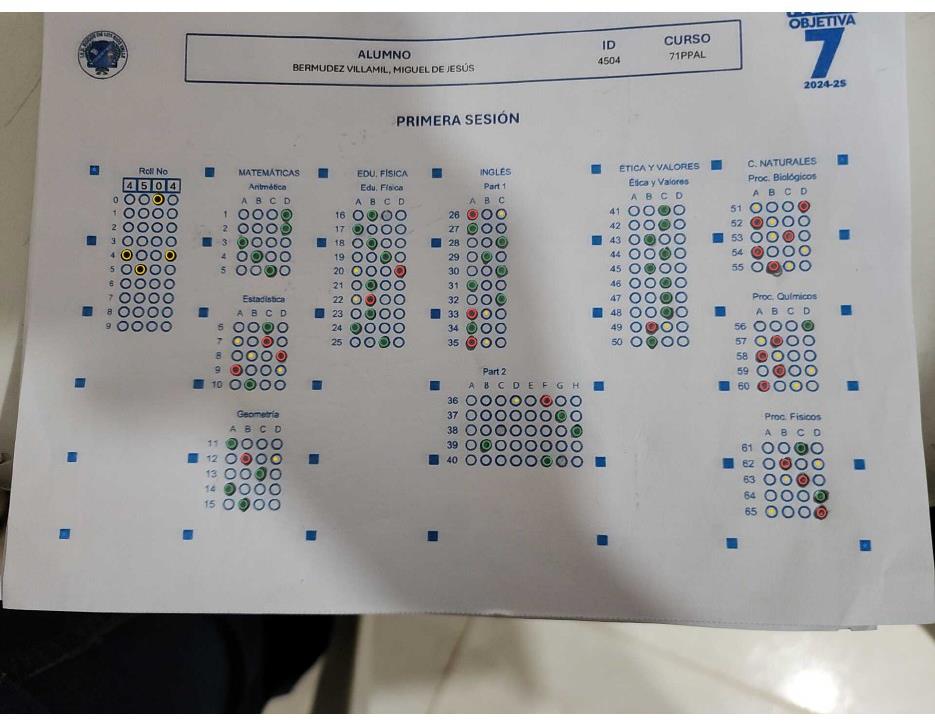 OBJETIVA
7
2024-25
ALUMNO
BERMUDEZ VILLAMIL, MIGUEL DE JESÚS
ID
4504
CURSO
71PPAL
PRIMERA SESIÓN
Roll No
4 5 0 4
0
1
2
3
4
5
6
7
8
9
MATEMÁTICAS
Aritmética
A B C D
1
2
3
4
5
Estadística
A B C D
6
7
8
9
10
Geometría
A B C D
11
12
13
14
15
EDU. FÍSICA
Edu. Física
A B C D
16
17
18
19
20
21
22
23
24
25
INGLÉS
Part 1
A B C
26
27
28
29
30
31
32
33
34
35
Part 2
A B C D E F G H
36
37
38
39
40
ÉTICA Y VALORES
Ética y Valores
A B C D
41
42
43
44
45
46
47
48
49
50
C. NATURALES
Proc. Biológicos
A B C D
51
52
53
54
55
Proc. Químicos
A B C D
56
57
58
59
60
Proc. Físicos
A B C D
61
62
63
64
65